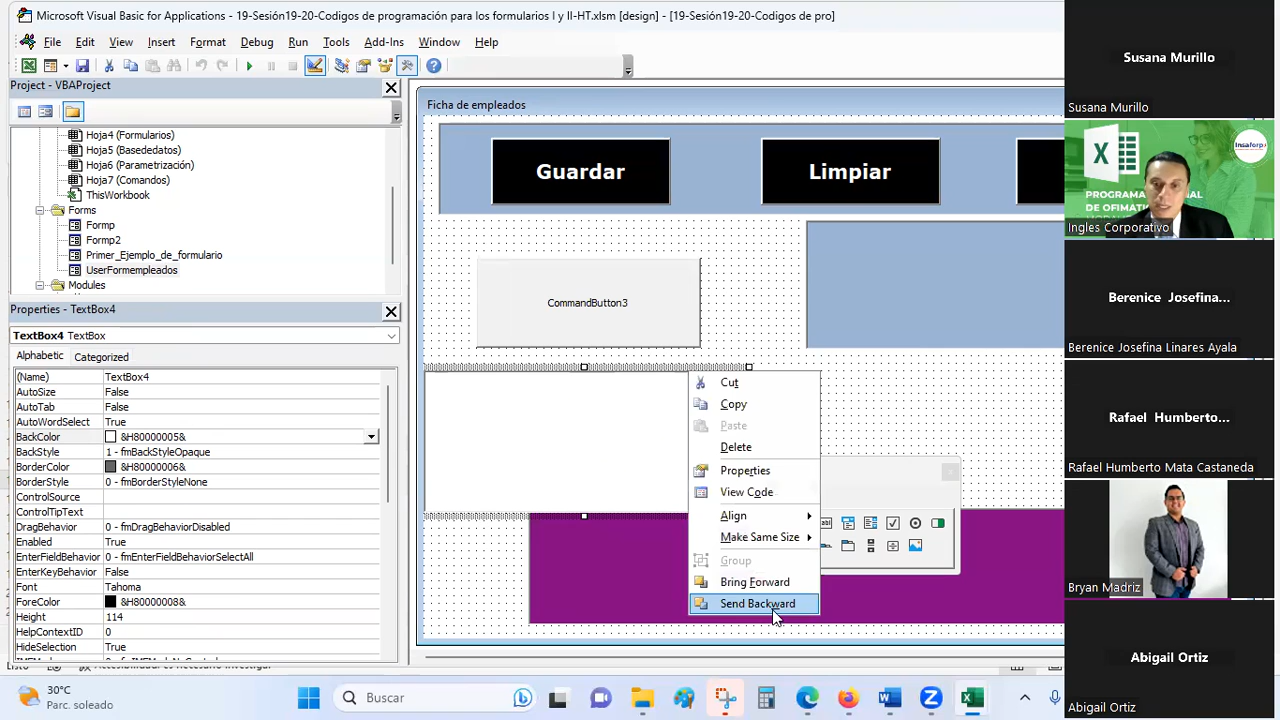 Microsoft Visual Basic for Applications - 19-Sesión19-20-Codigos de programación para los formularios I y II-HT.xlsm [design] - [19-Sesión19-20-Codigos de pro]
File Edit View Insert Format Debug Run Tools Add-Ins Window Help
Project - VBAProject
Hoja4 (Formularios)
Hoja5 (Basededatos)
Hoja6 (Parametrización)
Hoja7 (Comandos)
ThisWorkbook
Forms
Formp
Formp2
Primer_Ejemplo_de_formulario
UserFormempleados
Modules
Properties - TextBox4
TextBox4 TextBox
Alphabetic Categorized
(Name) TextBox4
AutoSize False
AutoTab False
AutoWordSelect True
BackColor &H80000005&
BackStyle 1 - fmBackStyleOpaque
BorderColor &H80000006&
BorderStyle 0 - fmBorderStyleNone
ControlSource
ControlTipText
DragBehavior 0 - fmDragBehaviorDisabled
Enabled True
EnterFieldBehavior 0 - fmEnterFieldBehaviorSelectAll
EnterKeyBehavior False
Font Tahoma
ForeColor &H80000008&
Height 114
HelpContextID 0
HideSelection True
Ficha de empleados
Guardar
Limpiar
CommandButton3
Cut
Copy
Paste
Delete
Properties
View Code
Align
Make Same Size
Group
Bring Forward
Send Backward
Susana Murillo
Susana Murillo
Insaforp
X
PROGRAMA
DE OFIMATI
Ingles Corporativo
Berenice Josefina...
Berenice Josefina Linares Ayala
Rafael Humberto...
Rafael Humberto Mata Castaneda
Bryan Madriz
Abigail Ortiz
Abigail Ortiz
30°C
Parc. soleado
Buscar